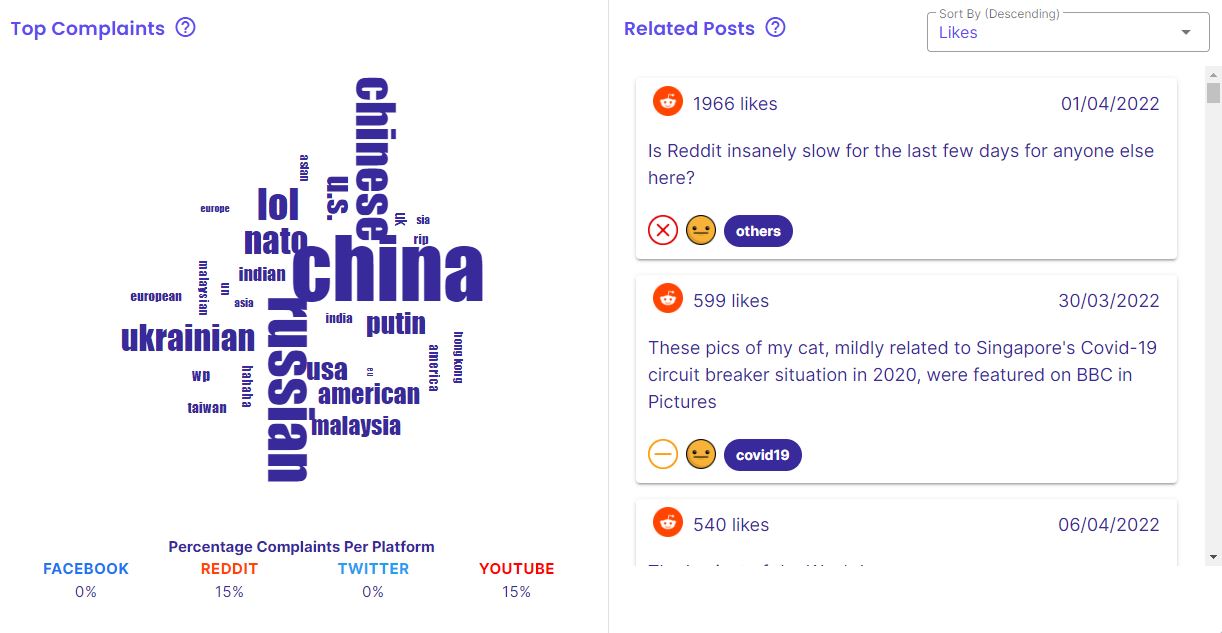 Top Complaints ?
chinese
asian
u.s.
lol
europe
uk
sia
nato
rip
china
indian
malaysian
un
european
asia
russian
india
putin
ukrainian
hong kong
america
usa
eu
wp
hahaha
american
taiwan
malaysia
Percentage Complaints Per Platform
FACEBOOK REDDIT TWITTER YOUTUBE
0% 15% 0% 15%
Related Posts ?
Sort By (Descending)
Likes
1966 likes 01/04/2022
Is Reddit insanely slow for the last few days for anyone else
here?
others
599 likes 30/03/2022
These pics of my cat, mildly related to Singapore's Covid-19
circuit breaker situation in 2020, were featured on BBC in
Pictures
covid19
540 likes 06/04/2022